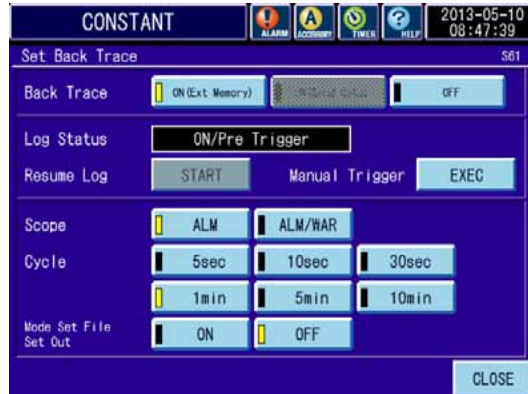 CONSTANT
ALARM
ACCESSORY
TIMER
HELP
2013-05-10
08:47:39
Set Back Trace
S61
Back Trace
ON(Ext Memory)
OFF
Log Status
ON/Pre Trigger
Resume Log
START
Manual Trigger
EXEC
Scope
ALM
ALM/WAR
Cycle
5sec
10sec
30sec
1min
5min
10min
Mode Set File
Set Out
ON
OFF
CLOSE